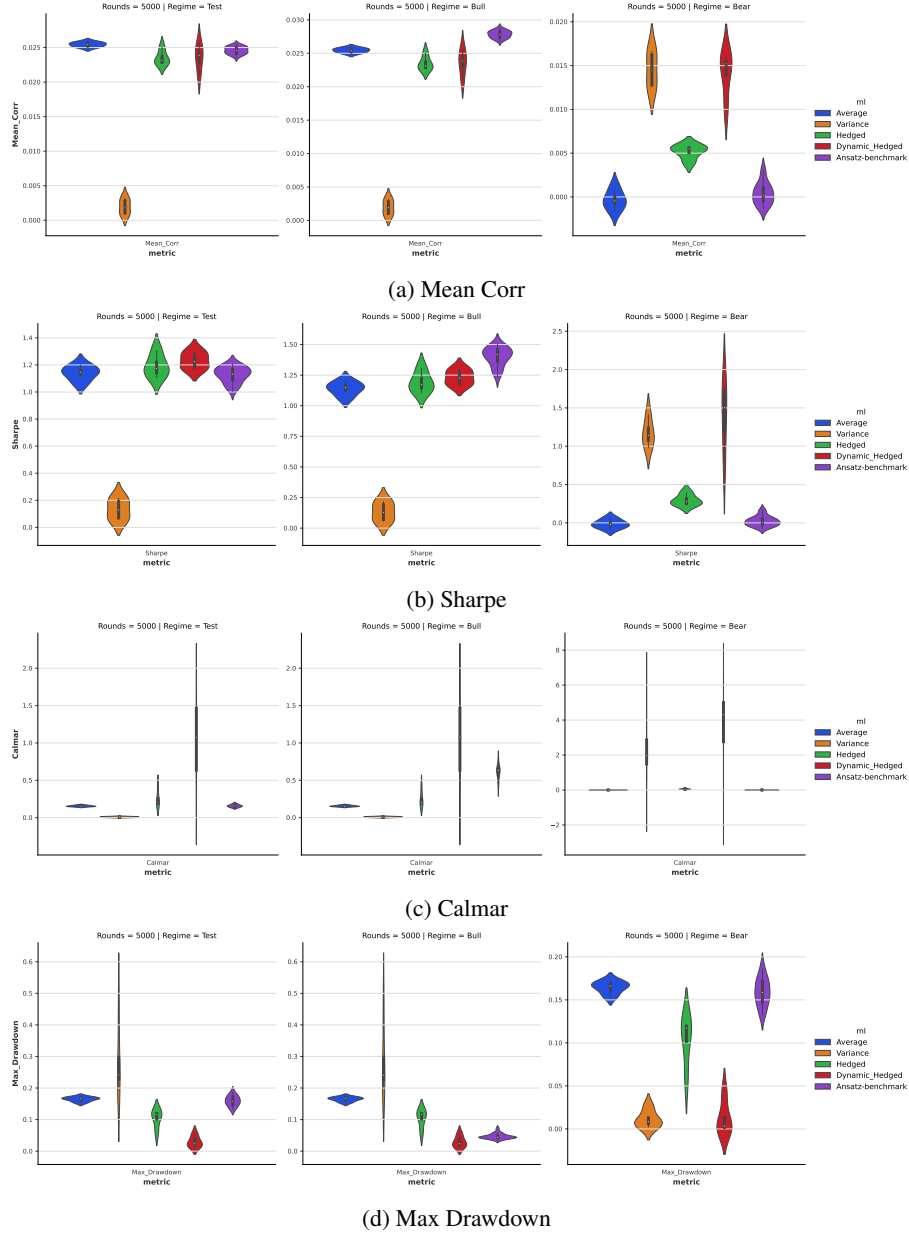 Rounds = 5000 | Regime = Test
Rounds = 5000 | Regime = Bull
Rounds = 5000 | Regime = Bear
0.025
0.020
0.015
0.010
0.005
0.000
Mean_Corr
Mean_Corr
metric
0.030
0.025
0.020
0.015
0.010
0.005
0.000
Mean_Corr
metric
0.020
0.015
0.010
0.005
0.000
Mean_Corr
metric
ml
Average
Variance
Hedged
Dynamic_Hedged
Ansatz-benchmark
(a) Mean Corr
Rounds = 5000 | Regime = Test
Rounds = 5000 | Regime = Bull
Rounds = 5000 | Regime = Bear
1.4
1.2
1.0
0.8
0.6
0.4
0.2
0.0
Sharpe
Sharpe
metric
1.50
1.25
1.00
0.75
0.50
0.25
0.00
Sharpe
metric
2.5
2.0
1.5
1.0
0.5
0.0
Sharpe
metric
ml
Average
Variance
Hedged
Dynamic_Hedged
Ansatz-benchmark
(b) Sharpe
Rounds = 5000 | Regime = Test
Rounds = 5000 | Regime = Bull
Rounds = 5000 | Regime = Bear
2.0
1.5
1.0
0.5
0.0
Calmar
Calmar
metric
2.0
1.5
1.0
0.5
0.0
Calmar
metric
8
6
4
2
0
−2
Calmar
metric
ml
Average
Variance
Hedged
Dynamic_Hedged
Ansatz-benchmark
(c) Calmar
Rounds = 5000 | Regime = Test
Rounds = 5000 | Regime = Bull
Rounds = 5000 | Regime = Bear
0.6
0.5
0.4
0.3
0.2
0.1
0.0
Max_Drawdown
Max_Drawdown
metric
0.6
0.5
0.4
0.3
0.2
0.1
0.0
Max_Drawdown
metric
0.20
0.15
0.10
0.05
0.00
Max_Drawdown
metric
ml
Average
Variance
Hedged
Dynamic_Hedged
Ansatz-benchmark
(d) Max Drawdown